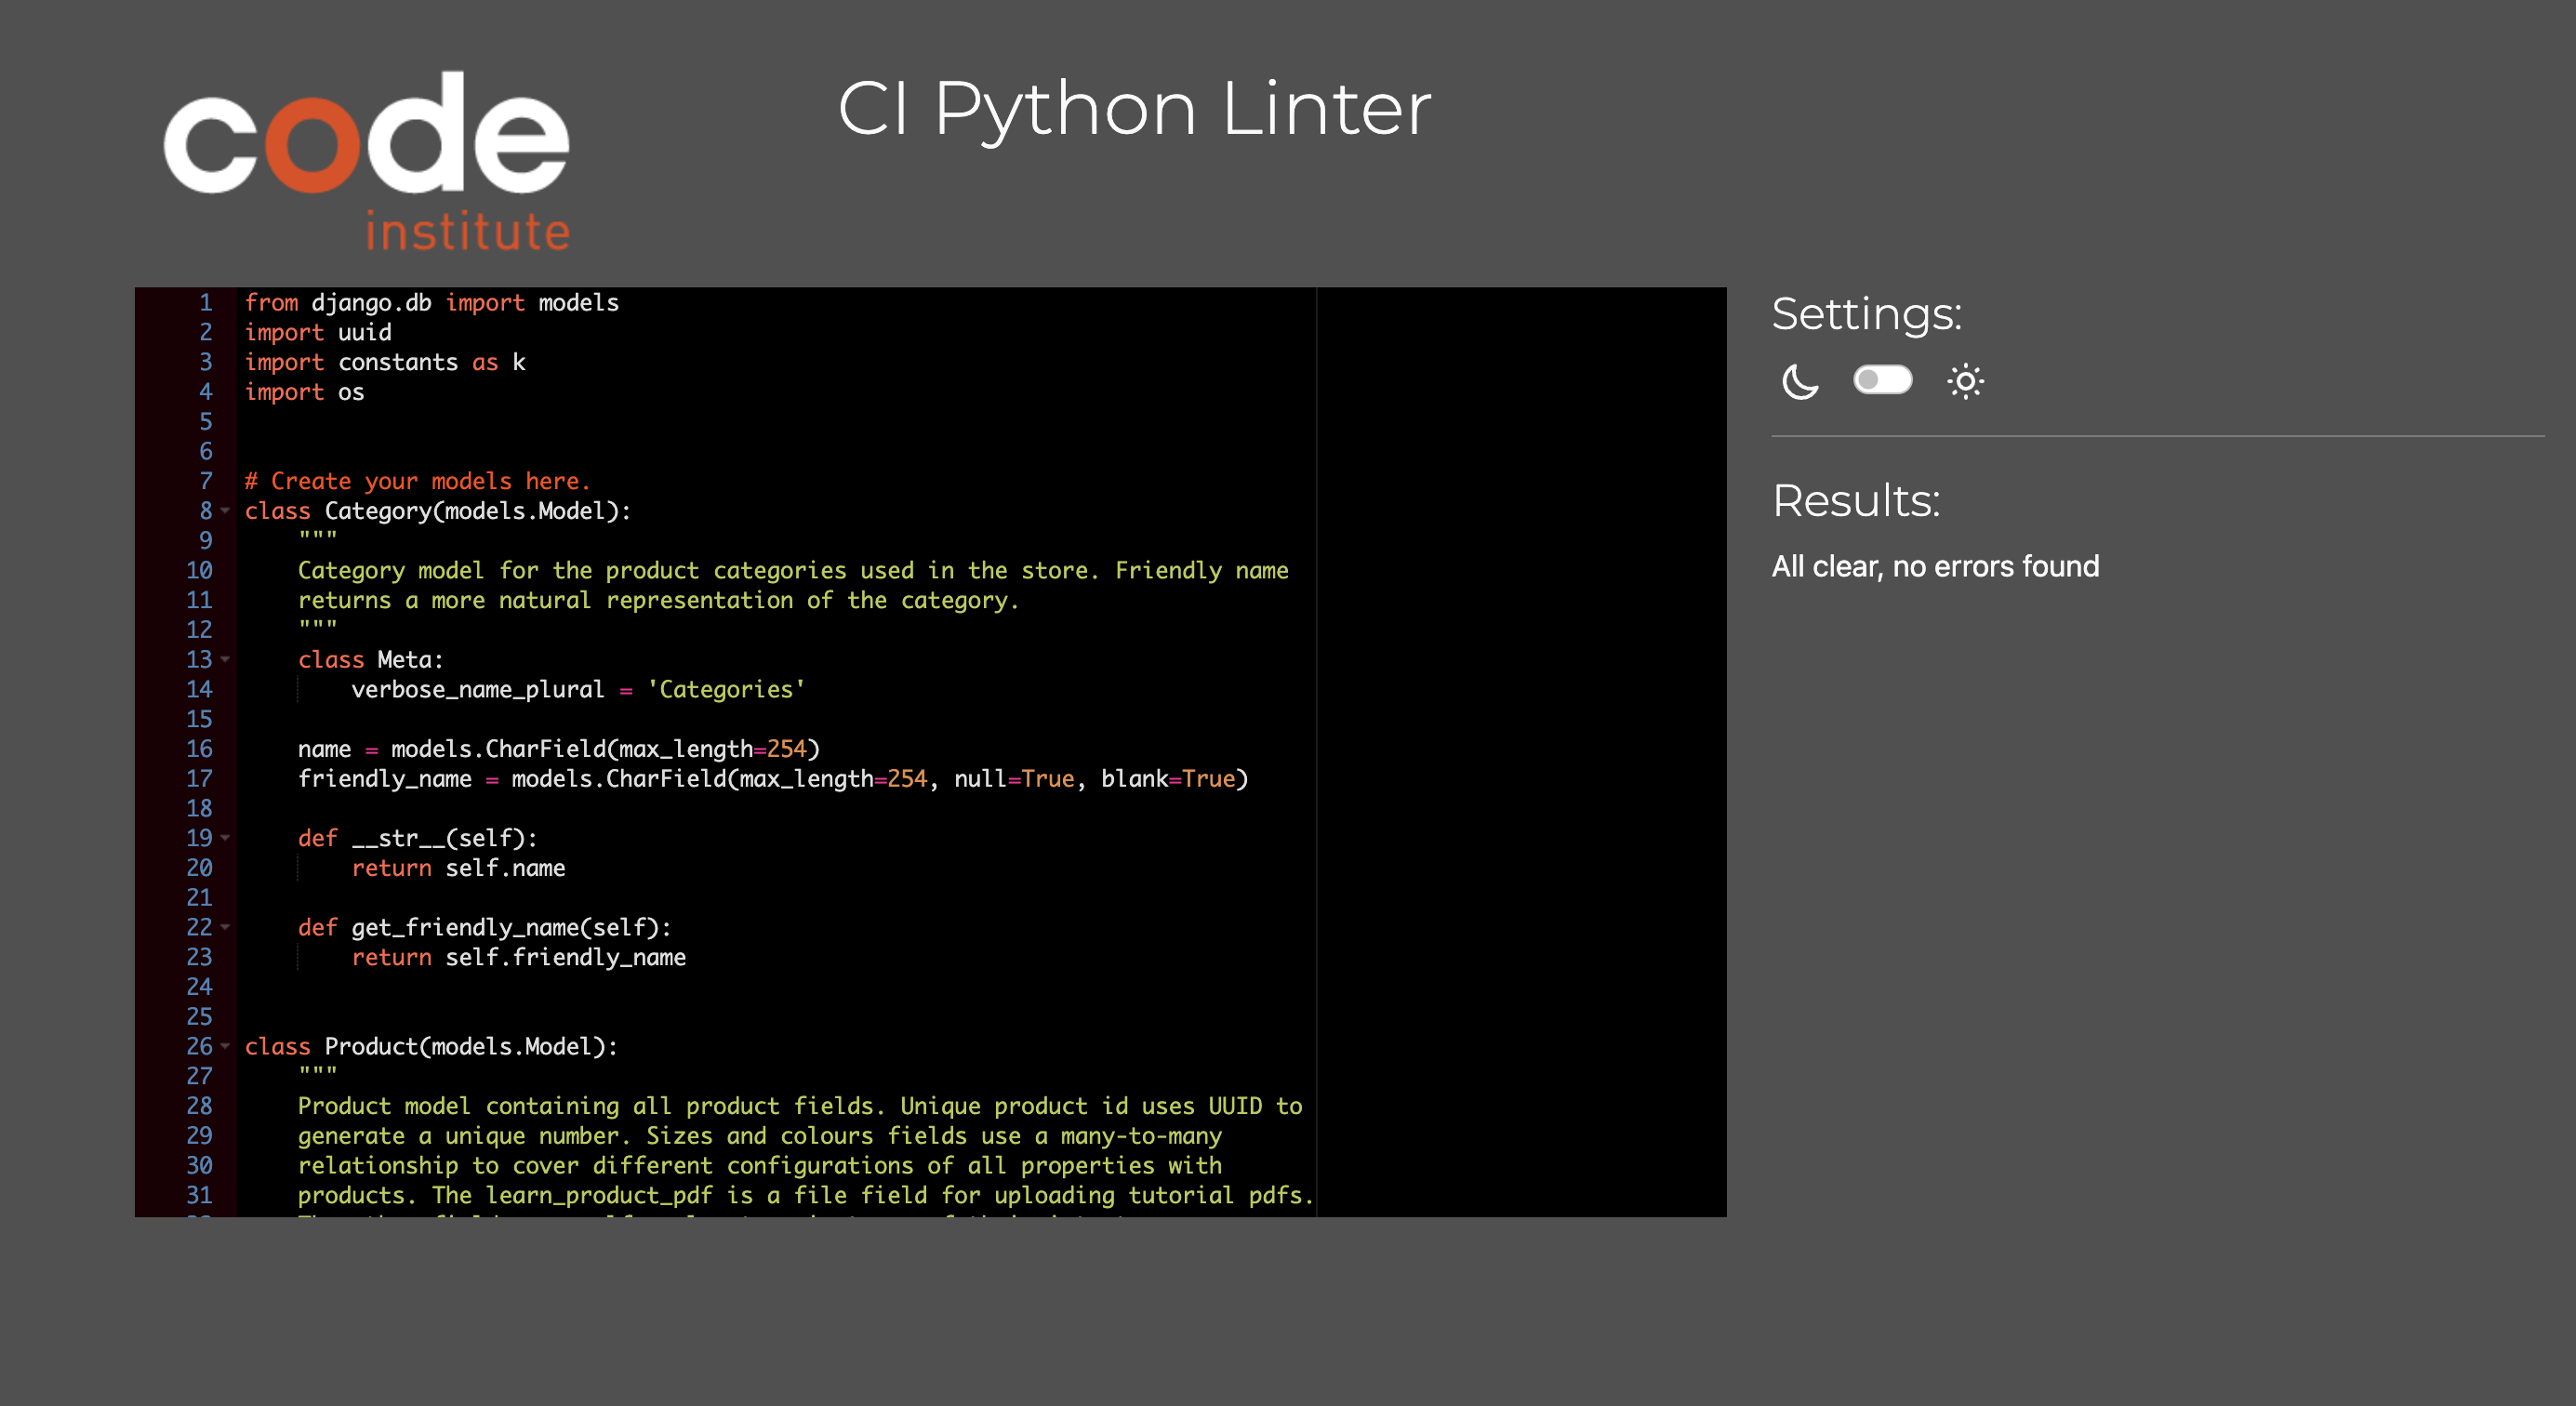 code
institute
CI Python Linter
1 from django.db import models
2 import uuid
3 import constants as k
4 import os
5
6
7 # Create your models here.
8 class Category(models.Model):
9     """
10     Category model for the product categories used in the store. Friendly name
11     returns a more natural representation of the category.
12     """
13     class Meta:
14         verbose_name_plural = 'Categories'
15
16     name = models.CharField(max_length=254)
17     friendly_name = models.CharField(max_length=254, null=True, blank=True)
18
19     def __str__(self):
20         return self.name
21
22     def get_friendly_name(self):
23         return self.friendly_name
24
25
26 class Product(models.Model):
27     """
28     Product model containing all product fields. Unique product id uses UUID to
29     generate a unique number. Sizes and colours fields use a many-to-many
30     relationship to cover different configurations of all properties with
31     products. The learn_product_pdf is a file field for uploading tutorial pdfs.
Settings:
Results:
All clear, no errors found